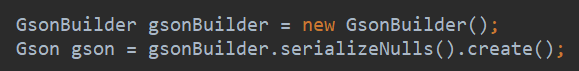 GsonBuilder gsonBuilder = new GsonBuilder();
Gson gson = gsonBuilder.serializeNulls().create();